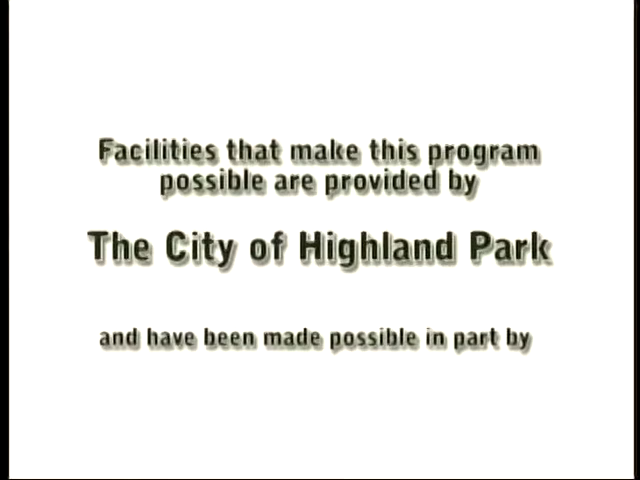 Facilities that make this program
possible are provided by
The City of Highland Park
and have been made possible in part by